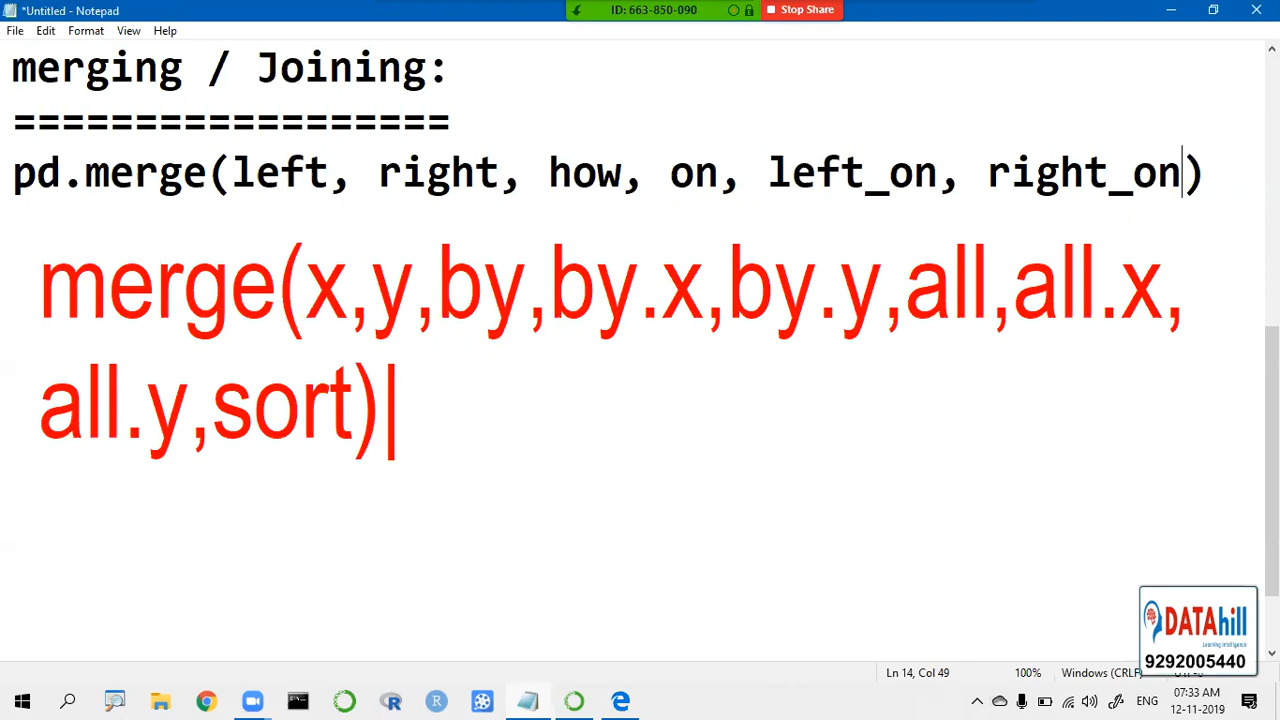 *Untitled - Notepad
ID: 663-850-090
Stop Share
File Edit Format View Help
merging / Joining:
==================
pd.merge(left, right, how, on, left_on, right_on)
merge(x,y,by,by.x,by.y,all,all.x,
all.y,sort)
DATAhill
Learning Intelligence
9292005440
Ln 14, Col 49 100% Windows (CRLF)
ENG
07:33 AM
12-11-2019